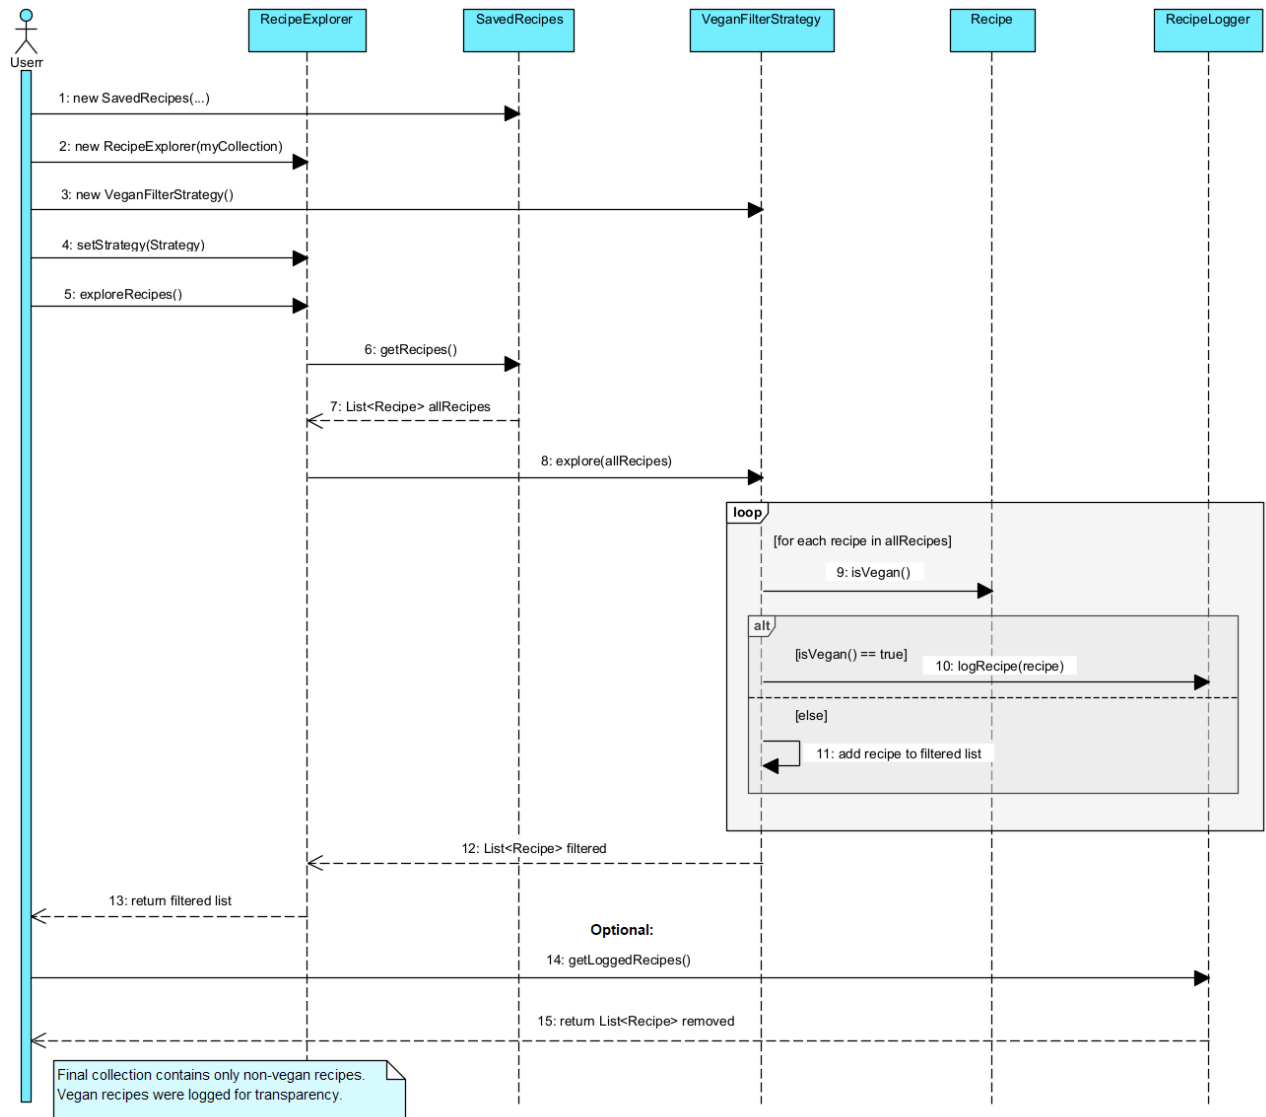 RecipeExplorer
SavedRecipes
VeganFilterStrategy
Recipe
RecipeLogger
Userr
1: new SavedRecipes(...)
2: new RecipeExplorer(myCollection)
3: new VeganFilterStrategy()
4: setStrategy(Strategy)
5: exploreRecipes()
6: getRecipes()
7: List<Recipe> allRecipes
8: explore(allRecipes)
loop
[for each recipe in allRecipes]
9: isVegan()
alt
[isVegan() == true]
10: logRecipe(recipe)
[else]
11: add recipe to filtered list
12: List<Recipe> filtered
13: return filtered list
Optional:
14: getLoggedRecipes()
15: return List<Recipe> removed
Final collection contains only non-vegan recipes.
Vegan recipes were logged for transparency.